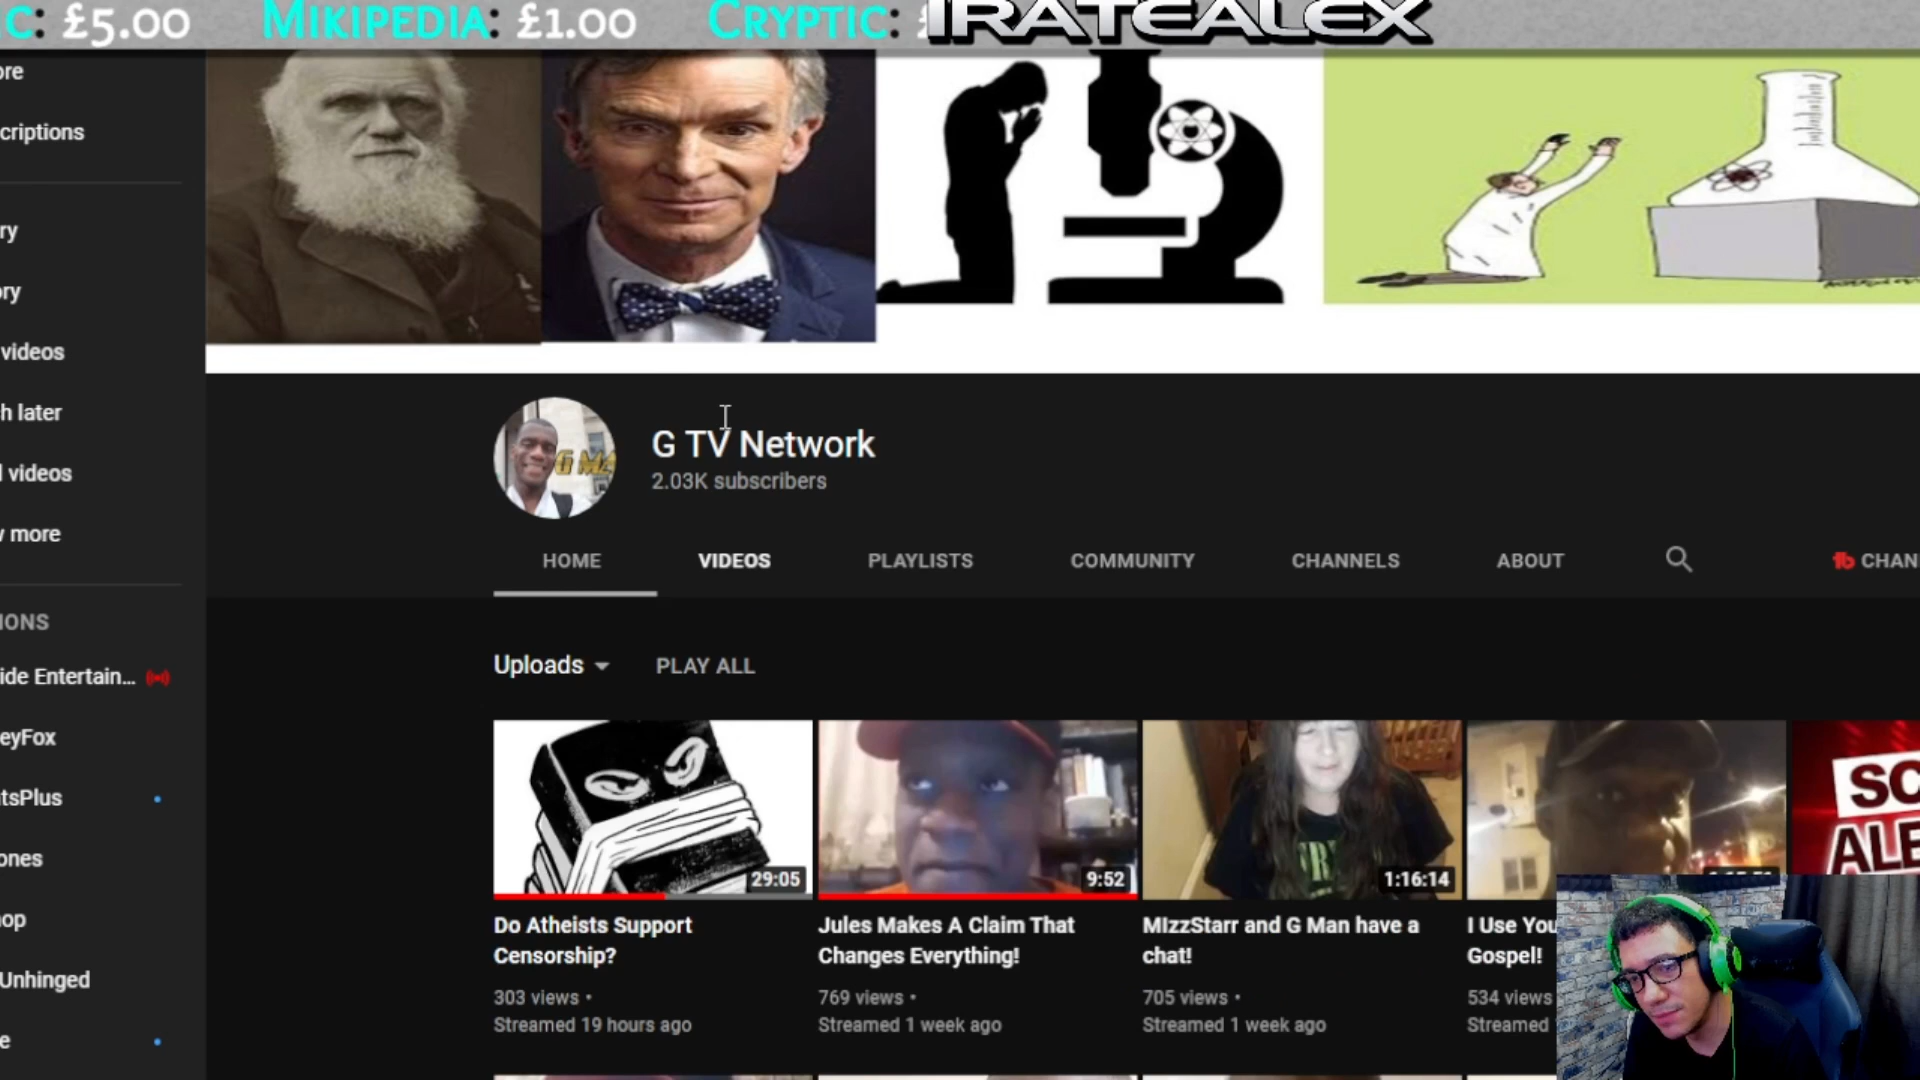 C: £5.00 MIKIPEDIA: £1.00 CRYPTIC: £
IRATEALEX
ore
criptions
ry
ory
videos
h later
d videos
w more
IONS
ide Entertain...
eyFox
tsPlus
ones
op
Unhinged
e
G TV Network
2.03K subscribers
HOME VIDEOS PLAYLISTS COMMUNITY CHANNELS ABOUT CHAN
Uploads PLAY ALL
G MA
29:05 9:52 1:16:14
SC
ALE
Do Atheists Support
Censorship?
303 views •
Streamed 19 hours ago
Jules Makes A Claim That
Changes Everything!
769 views •
Streamed 1 week ago
MIzzStarr and G Man have a
chat!
705 views •
Streamed 1 week ago
I Use You
Gospel!
534 views
Streamed